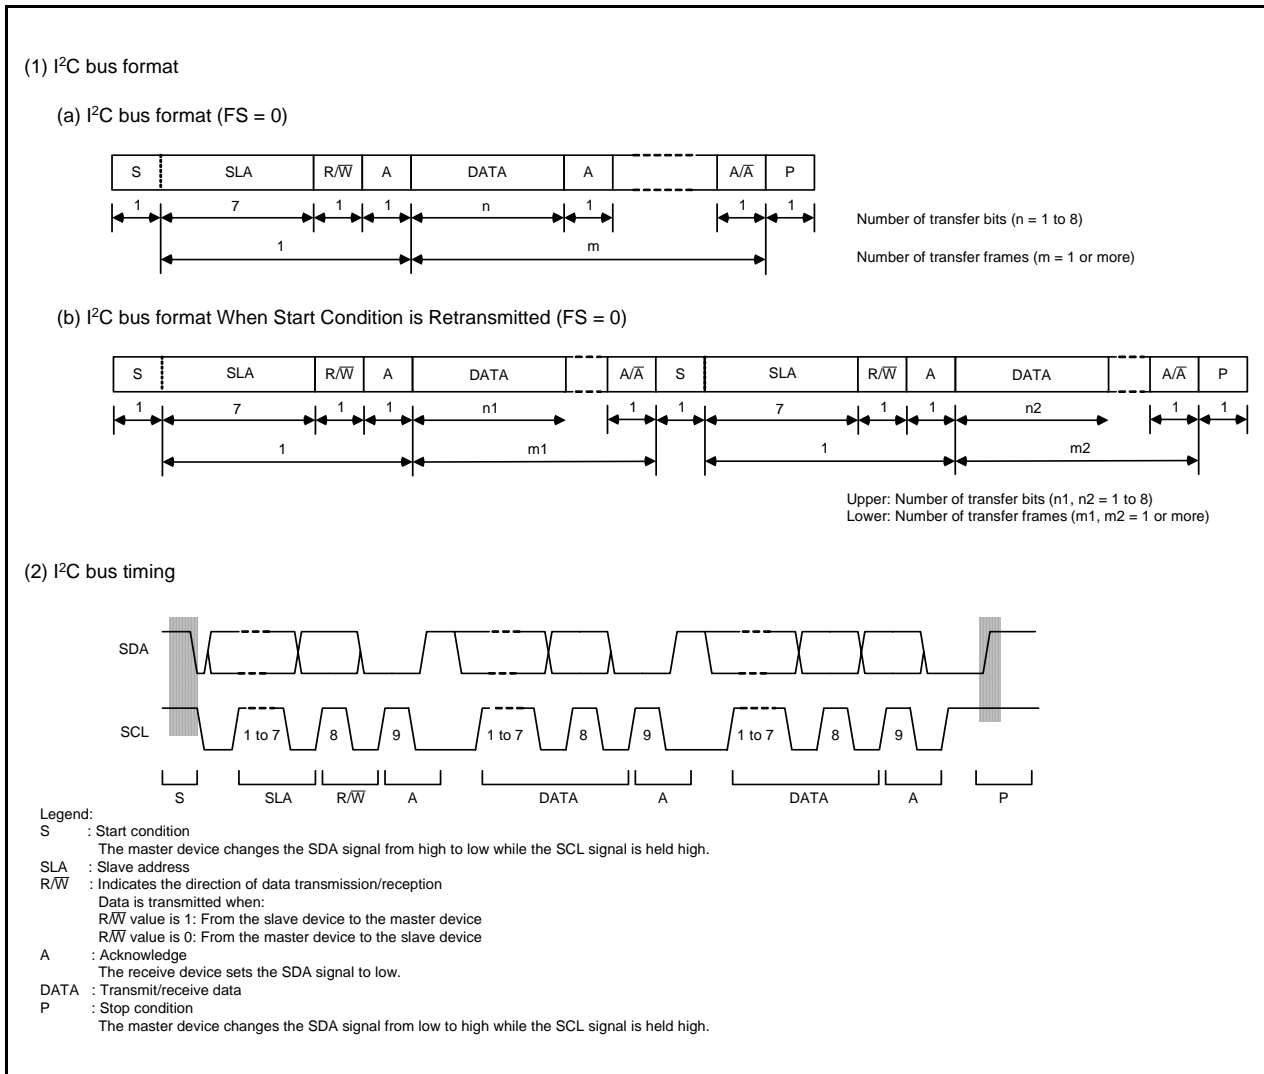 (1) I²C bus format
(a) I²C bus format (FS = 0)
S SLA R/W̅ A DATA A A/A̅ P
1 7 1 1 n 1 1 1
Number of transfer bits (n = 1 to 8)
1 m
Number of transfer frames (m = 1 or more)
(b) I²C bus format When Start Condition is Retransmitted (FS = 0)
S SLA R/W̅ A DATA A/A̅ S SLA R/W̅ A DATA A/A̅ P
1 7 1 1 n1 1 1 7 1 1 n2 1 1
1 m1 1 m2
Upper: Number of transfer bits (n1, n2 = 1 to 8)
Lower: Number of transfer frames (m1, m2 = 1 or more)
(2) I²C bus timing
SDA
SCL 1 to 7 8 9 1 to 7 8 9 1 to 7 8 9
S SLA R/W̅ A DATA A DATA A P
Legend:
S : Start condition
The master device changes the SDA signal from high to low while the SCL signal is held high.
SLA : Slave address
R/W̅ : Indicates the direction of data transmission/reception
Data is transmitted when:
R/W̅ value is 1: From the slave device to the master device
R/W̅ value is 0: From the master device to the slave device
A : Acknowledge
The receive device sets the SDA signal to low.
DATA : Transmit/receive data
P : Stop condition
The master device changes the SDA signal from low to high while the SCL signal is held high.